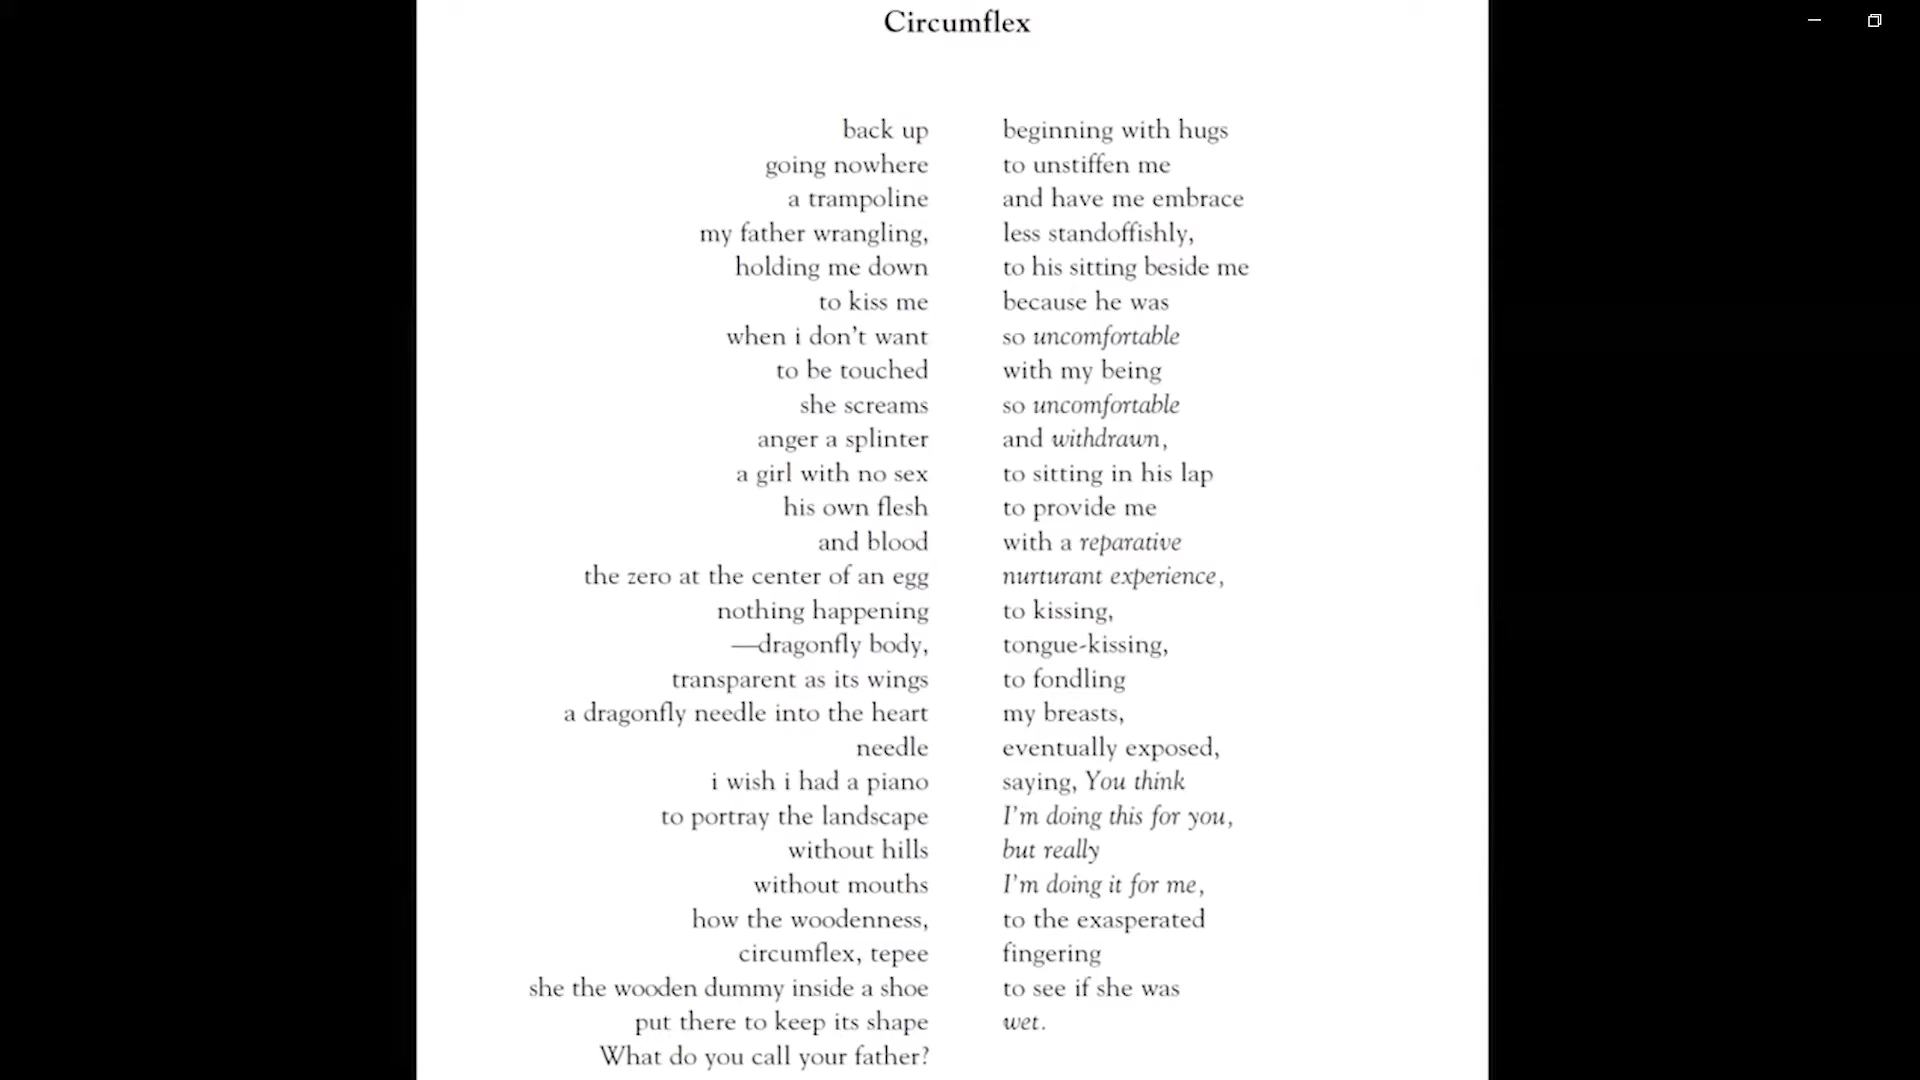 Circumflex
back up
going nowhere
a trampoline
my father wrangling,
holding me down
to kiss me
when i don't want
to be touched
she screams
anger a splinter
a girl with no sex
his own flesh
and blood
the zero at the center of an egg
nothing happening
—dragonfly body,
transparent as its wings
a dragonfly needle into the heart
needle
i wish i had a piano
to portray the landscape
without hills
without mouths
how the woodenness,
circumflex, tepee
she the wooden dummy inside a shoe
put there to keep its shape
What do you call your father?
beginning with hugs
to unstiffen me
and have me embrace
less standoffishly,
to his sitting beside me
because he was
so uncomfortable
with my being
so uncomfortable
and withdrawn,
to sitting in his lap
to provide me
with a reparative
nurturant experience,
to kissing,
tongue-kissing,
to fondling
my breasts,
eventually exposed,
saying, You think
I'm doing this for you,
but really
I'm doing it for me,
to the exasperated
fingering
to see if she was
wet.